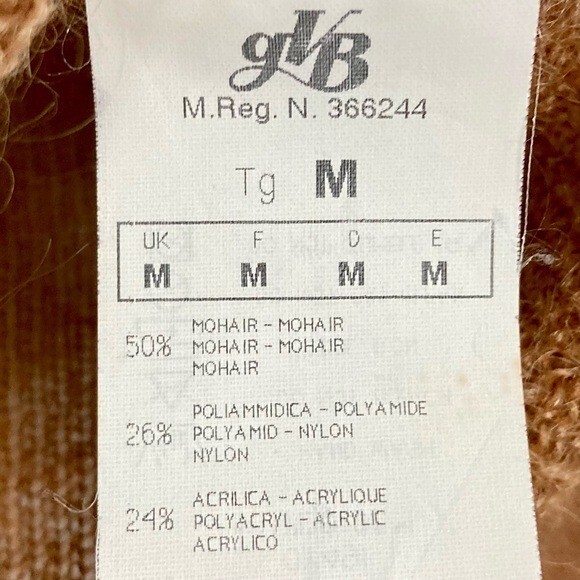 gVB
M.Reg. N. 366244
Tg M
UK F D E
M M M M
50% MOHAIR - MOHAIR
MOHAIR - MOHAIR
MOHAIR
26% POLIAMMIDICA - POLYAMIDE
POLYAMID - NYLON
NYLON
24% ACRILICA - ACRYLIQUE
POLYACRYL - ACRYLIC
ACRYLICO